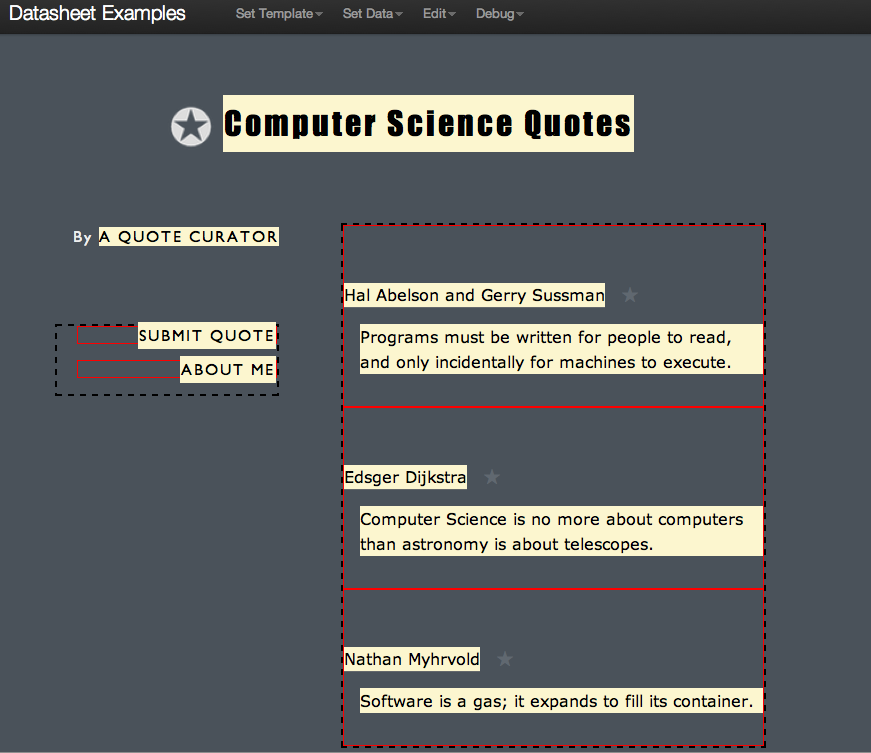 Datasheet Examples Set Template Set Data Edit Debug
Computer Science Quotes
By A QUOTE CURATOR
SUBMIT QUOTE
ABOUT ME
Hal Abelson and Gerry Sussman
Programs must be written for people to read,
and only incidentally for machines to execute.
Edsger Dijkstra
Computer Science is no more about computers
than astronomy is about telescopes.
Nathan Myhrvold
Software is a gas; it expands to fill its container.